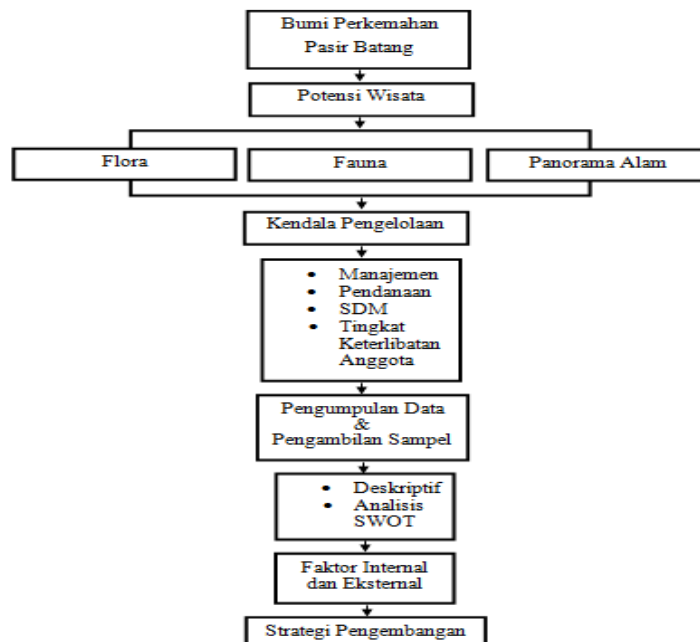 Bumi Perkemahan
Pasir Batang
Potensi Wisata
Flora
Fauna
Panorama Alam
Kendala Pengelolaan
• Manajemen
• Pendanaan
• SDM
• Tingkat
Keterlibatan
Anggota
Pengumpulan Data
&
Pengambilan Sampel
• Deskriptif
• Analisis
SWOT
Faktor Internal
dan Eksternal
Strategi Pengembangan